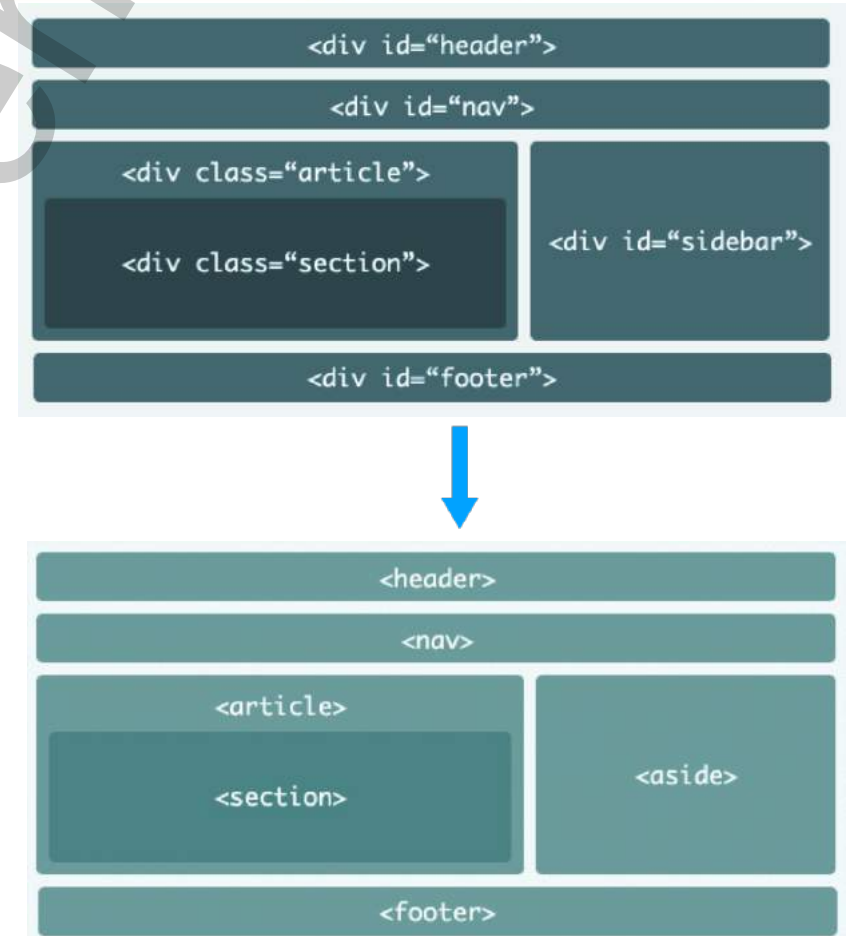 <div id=“header”>
<div id=“nav”>
<div class=“article”>
<div class=“section”>
<div id=“sidebar”>
<div id=“footer”>
<header>
<nav>
<article>
<section>
<aside>
<footer>